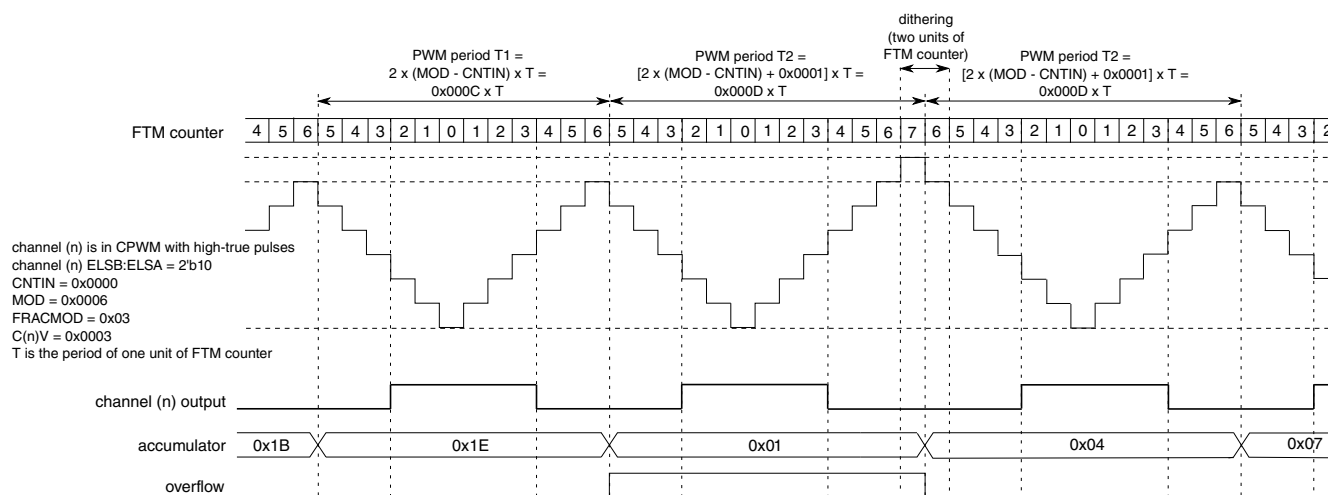 dithering
(two units of
FTM counter)
PWM period T1 =
2 x (MOD - CNTIN) x T =
0x000C x T
PWM period T2 =
[2 x (MOD - CNTIN) + 0x0001] x T =
0x000D x T
PWM period T2 =
[2 x (MOD - CNTIN) + 0x0001] x T =
0x000D x T
FTM counter 4 5 6 5 4 3 2 1 0 1 2 3 4 5 6 5 4 3 2 1 0 1 2 3 4 5 6 7 6 5 4 3 2 1 0 1 2 3 4 5 6 5 4 3 2
channel (n) is in CPWM with high-true pulses
channel (n) ELSB:ELSA = 2'b10
CNTIN = 0x0000
MOD = 0x0006
FRACMOD = 0x03
C(n)V = 0x0003
T is the period of one unit of FTM counter
channel (n) output
accumulator 0x1B 0x1E 0x01 0x04 0x07
overflow